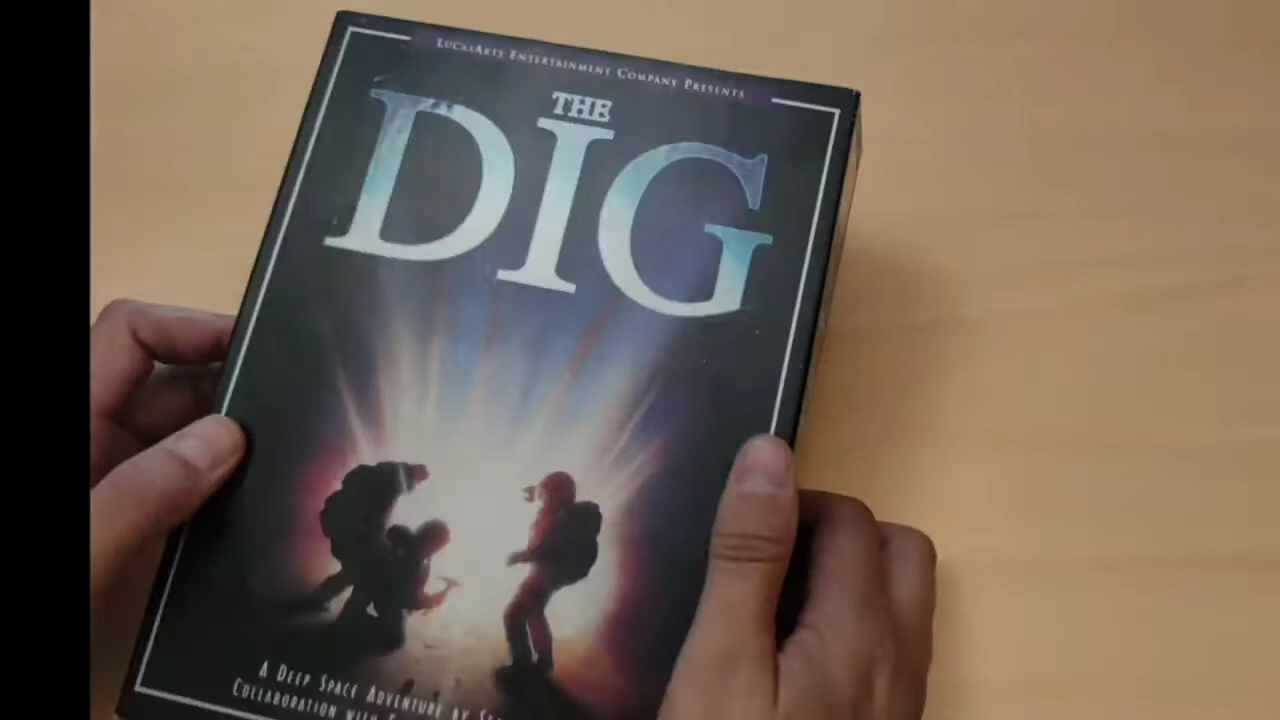 LucasArts Entertainment Company Presents
THE
DIG
A Deep Space Adventure by
Collaboration with